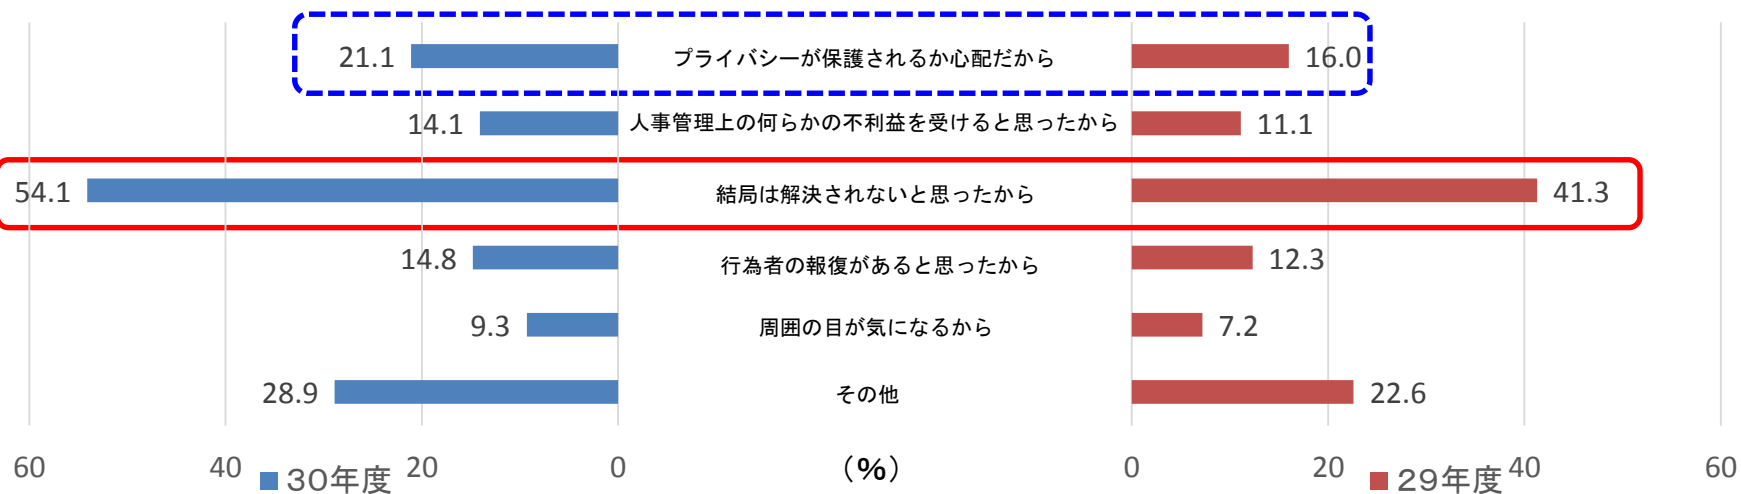 21.1 プライバシーが保護されるか心配だから 16.0
14.1 人事管理上の何らかの不利益を受けると思ったから 11.1
54.1 結局は解決されないと思ったから 41.3
14.8 行為者の報復があると思ったから 12.3
9.3 周囲の目が気になるから 7.2
28.9 その他 22.6
60 40 20 0 （%） 0 20 40 60
30年度 29年度